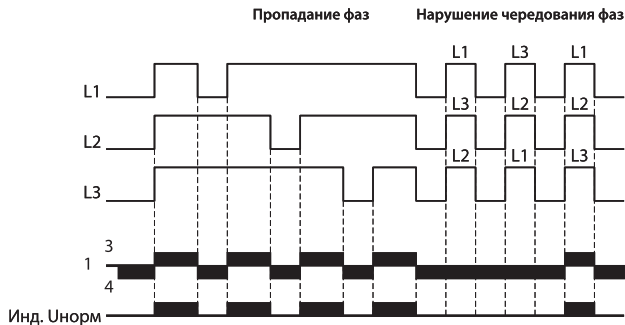 Пропадание фаз
Нарушение чередования фаз
L1 L3 L1
L1
L3 L2 L2
L2
L2 L1 L3
L3
3
1
4
Инд. Uнорм